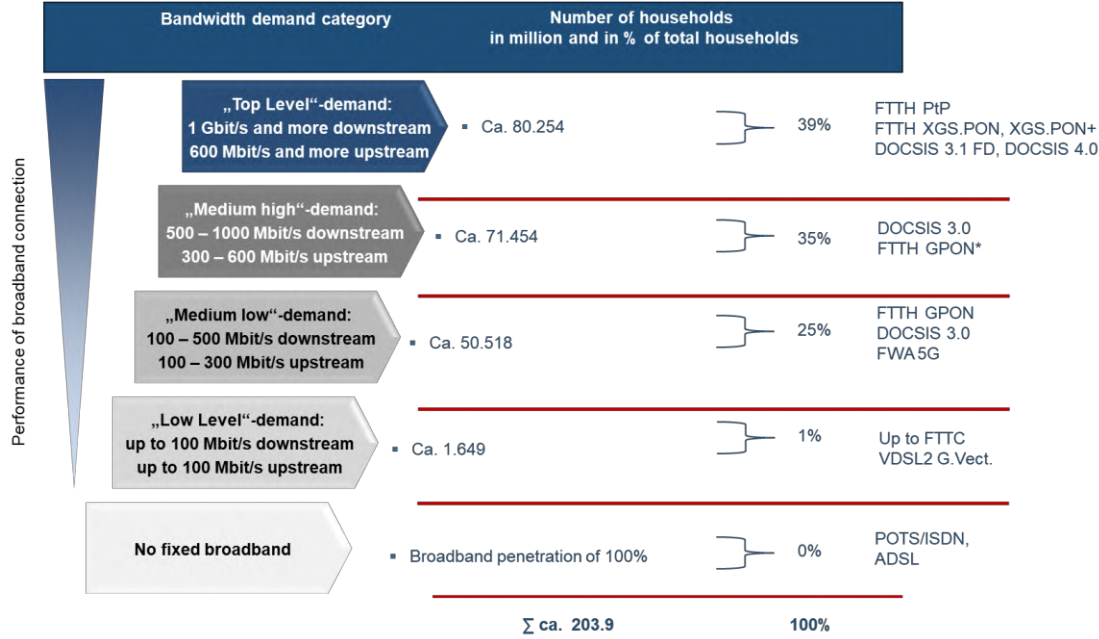 Bandwidth demand category
Number of households
in million and in % of total households
Performance of broadband connection
„Top Level“-demand:
1 Gbit/s and more downstream
600 Mbit/s and more upstream
▪ Ca. 80.254
39%
FTTH PtP
FTTH XGS.PON, XGS.PON+
DOCSIS 3.1 FD, DOCSIS 4.0
„Medium high“-demand:
500 – 1000 Mbit/s downstream
300 – 600 Mbit/s upstream
▪ Ca. 71.454
35%
DOCSIS 3.0
FTTH GPON*
„Medium low“-demand:
100 – 500 Mbit/s downstream
100 – 300 Mbit/s upstream
▪ Ca. 50.518
25%
FTTH GPON
DOCSIS 3.0
FWA 5G
„Low Level“-demand:
up to 100 Mbit/s downstream
up to 100 Mbit/s upstream
▪ Ca. 1.649
1%
Up to FTTC
VDSL2 G.Vect.
No fixed broadband
▪ Broadband penetration of 100%
0%
POTS/ISDN,
ADSL
∑ ca. 203.9
100%